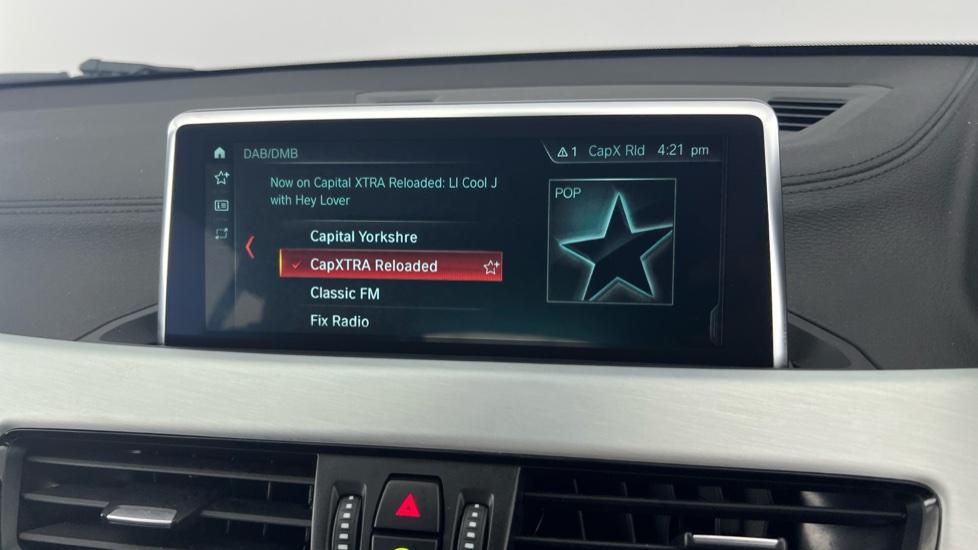 DAB/DMB
1 CapX Rld 4:21 pm
Now on Capital XTRA Reloaded: Ll Cool J
with Hey Lover
POP
Capital Yorkshre
CapXTRA Reloaded
Classic FM
Fix Radio